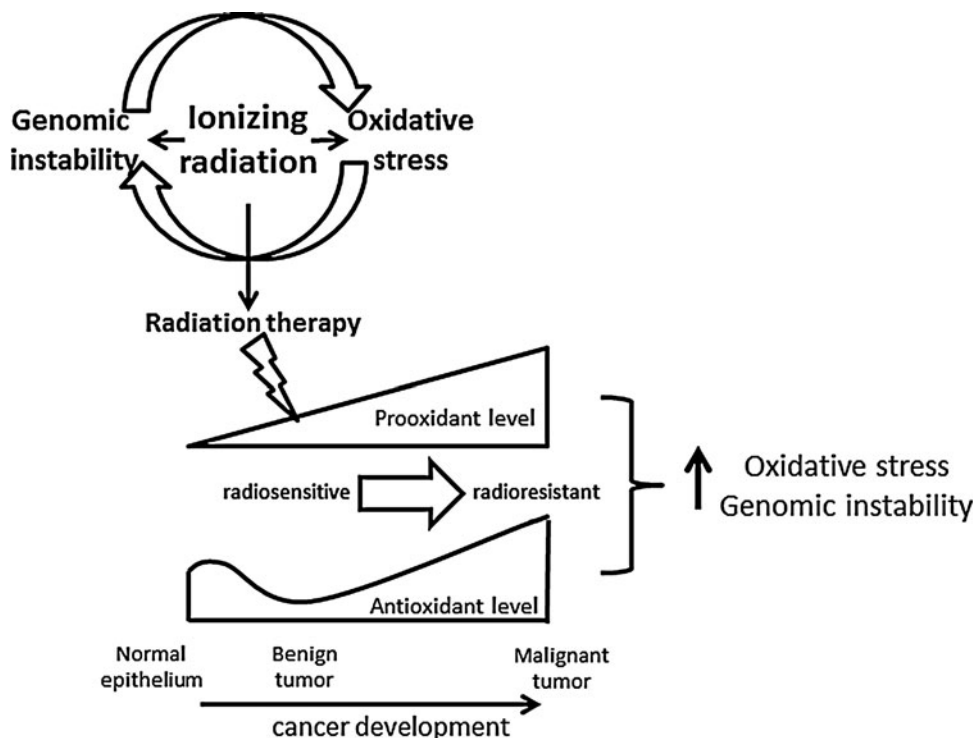 Genomic
instability
Ionizing
radiation
Oxidative
stress
Radiation therapy
Prooxidant level
radiosensitive
radioresistant
Oxidative stress
Genomic instability
Antioxidant level
Normal
epithelium
Benign
tumor
Malignant
tumor
cancer development